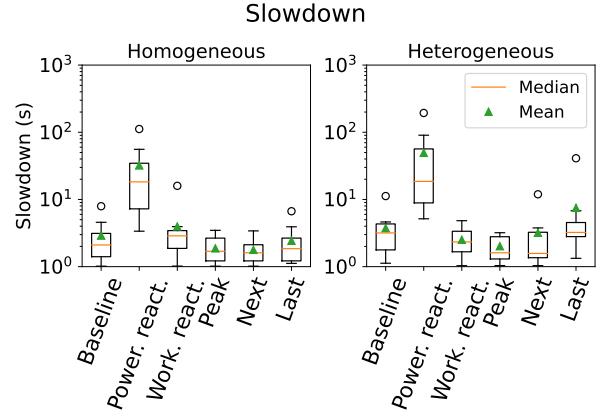 Slowdown
Homogeneous
Heterogeneous
Slowdown (s)
10³
10²
10¹
10⁰
Baseline
Power. react.
Work. react.
Peak
Next
Last
10³
10²
10¹
10⁰
Median
Mean
Baseline
Power. react.
Work. react.
Peak
Next
Last